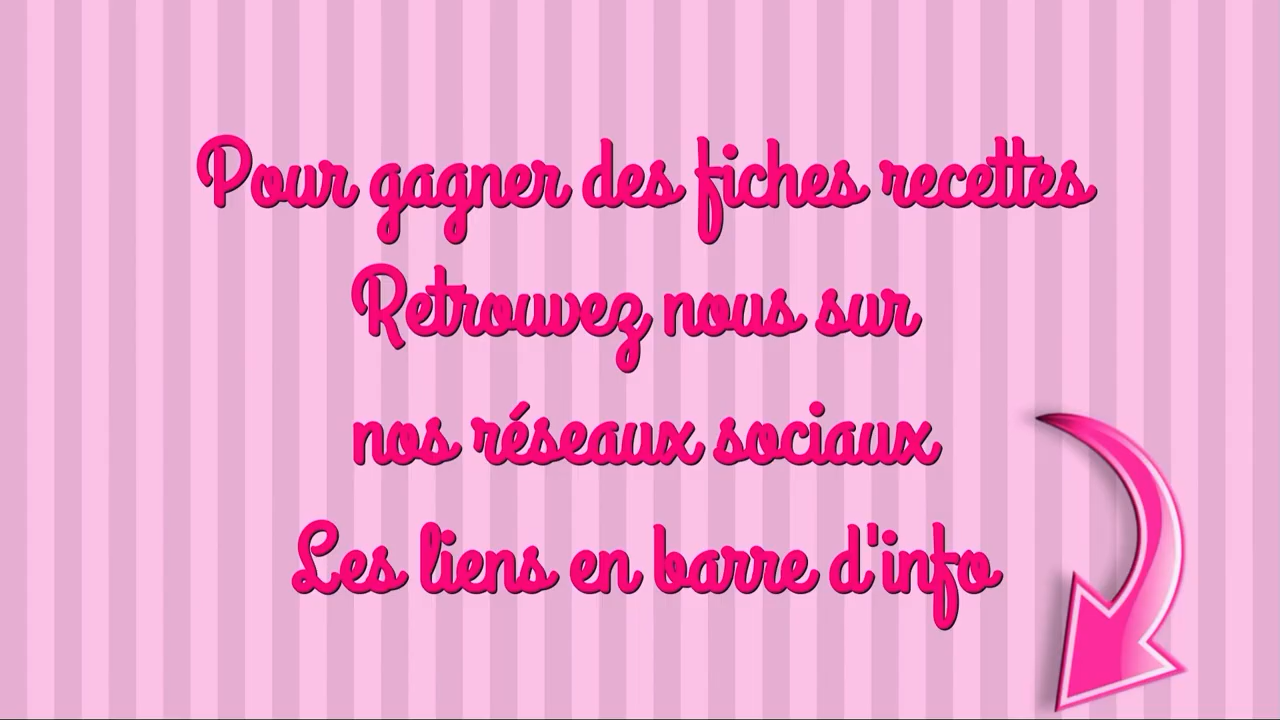 Pour gagner des fiches recettes
Retrouvez nous sur
nos réseaux sociaux
Les liens en barre d'info